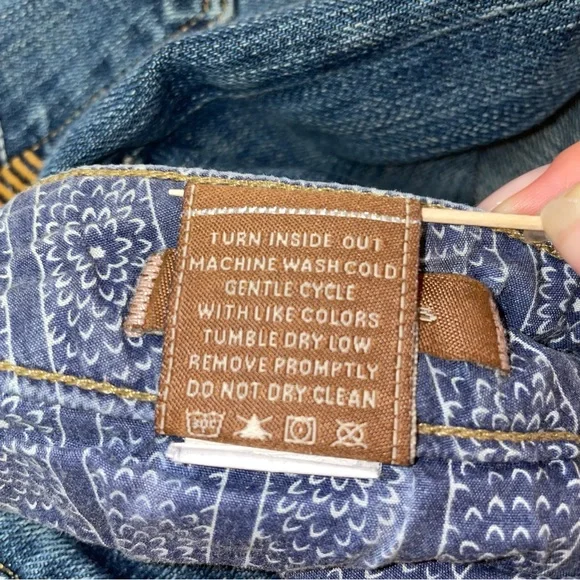 TURN INSIDE OUT
MACHINE WASH COLD
GENTLE CYCLE
WITH LIKE COLORS
TUMBLE DRY LOW
REMOVE PROMPTLY
DO NOT DRY CLEAN
30C